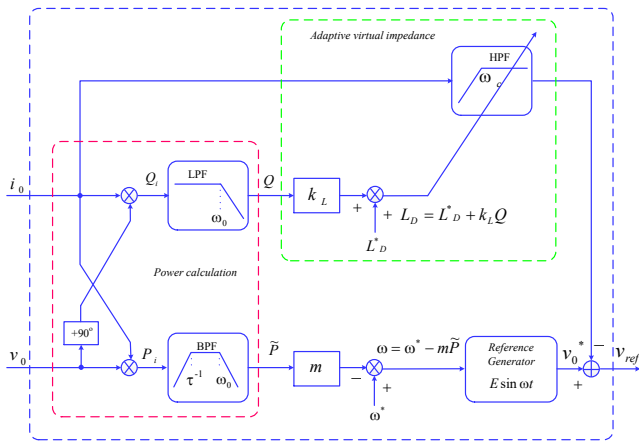 Adaptive virtual impedance
HPF
ω_c
i_0
Q_i
LPF
ω_0
Q
k_L
+
+
L_D = L*_D + k_L Q
L*_D
Power calculation
+90°
v_0
P_i
BPF
τ^-1
ω_0
P̃
m
−
+
ω = ω* − mP̃
ω*
Reference
Generator
E sin ωt
v_0*
−
+
v_ref